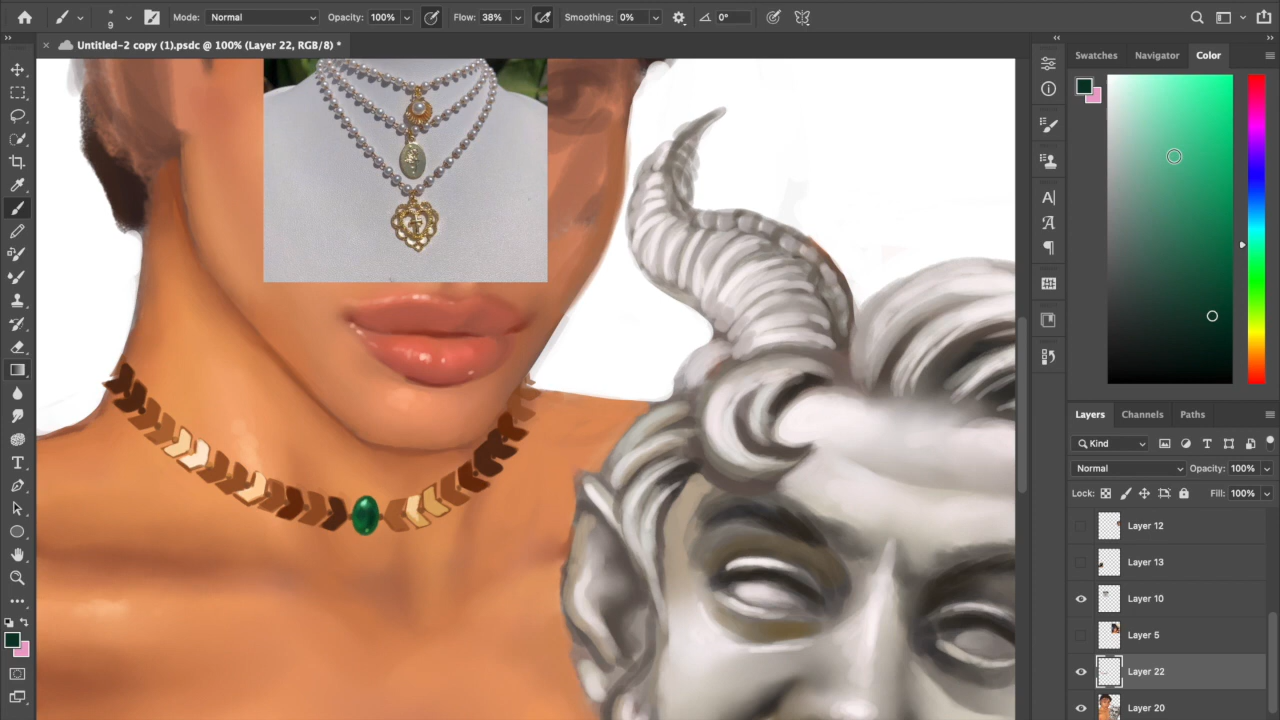 9
Mode: Normal
Opacity: 100%
Flow: 38%
Smoothing: 0%
0°
Untitled-2 copy (1).psdc @ 100% (Layer 22, RGB/8) *
Swatches
Navigator
Color
Layers
Channels
Paths
Kind
Normal
Opacity: 100%
Lock:
Fill: 100%
Layer 12
Layer 13
Layer 10
Layer 5
Layer 22
Layer 20